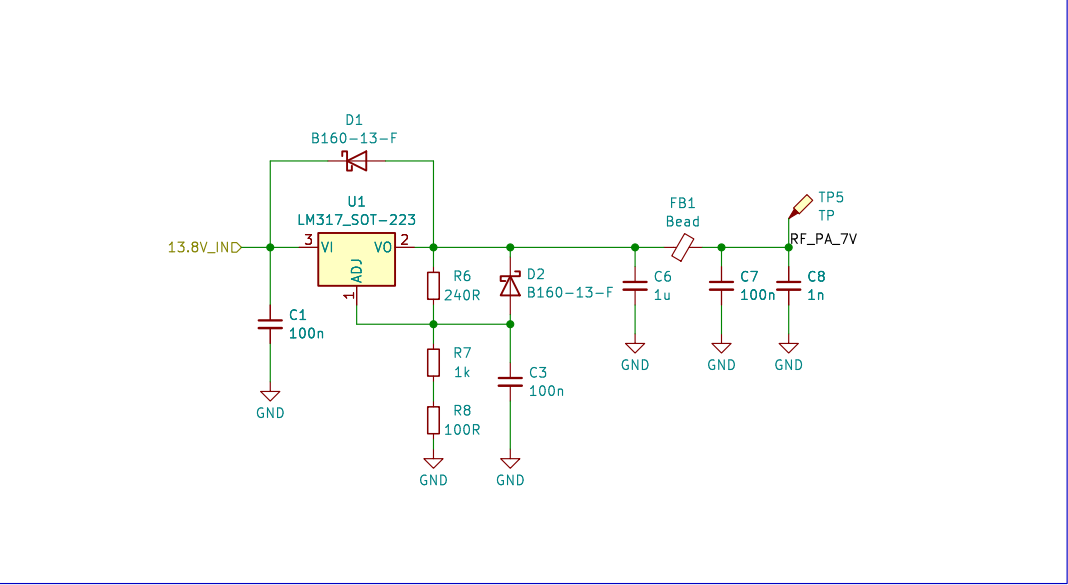 D1
B160-13-F
U1
LM317_SOT-223
13.8V_IN
3
VI
VO
2
ADJ
1
C1
100n
GND
R6
240R
D2
B160-13-F
R7
1k
R8
100R
GND
C3
100n
GND
C6
1u
GND
FB1
Bead
C7
100n
GND
TP5
TP
RF_PA_7V
C8
1n
GND